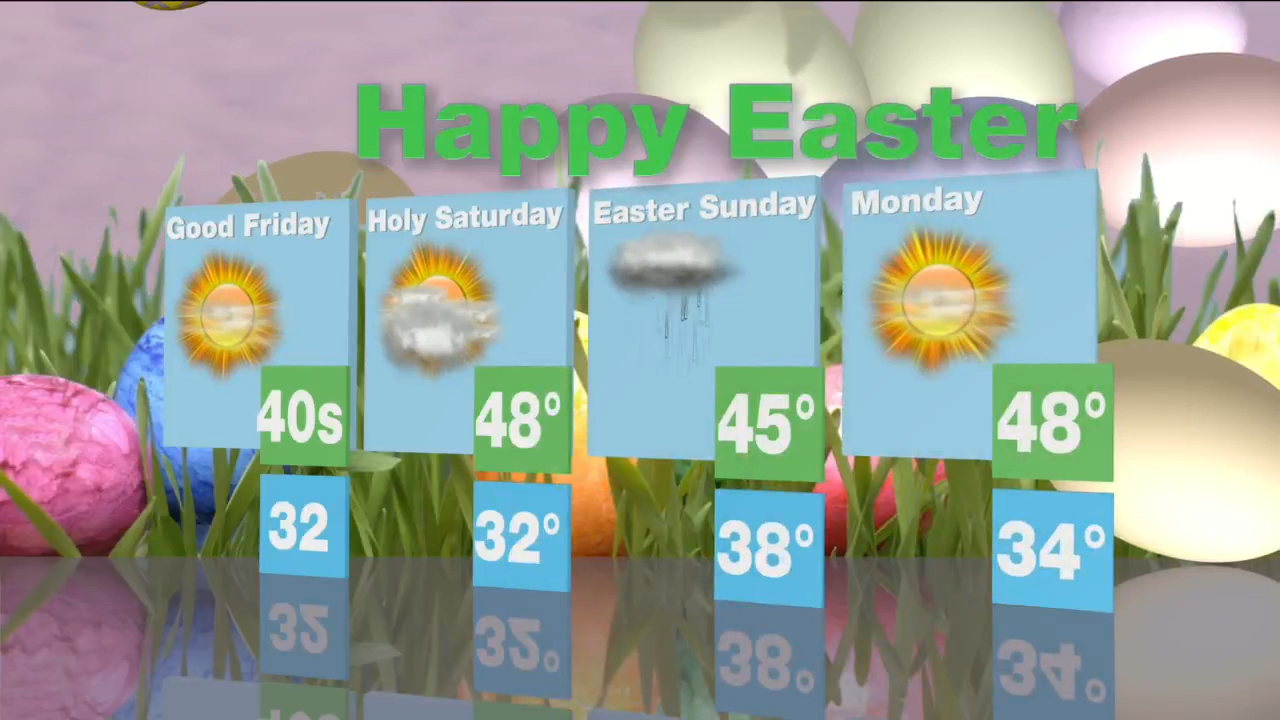 Happy Easter
Good Friday
Holy Saturday
Easter Sunday
Monday
40s
48°
45°
48°
32
32°
38°
34°